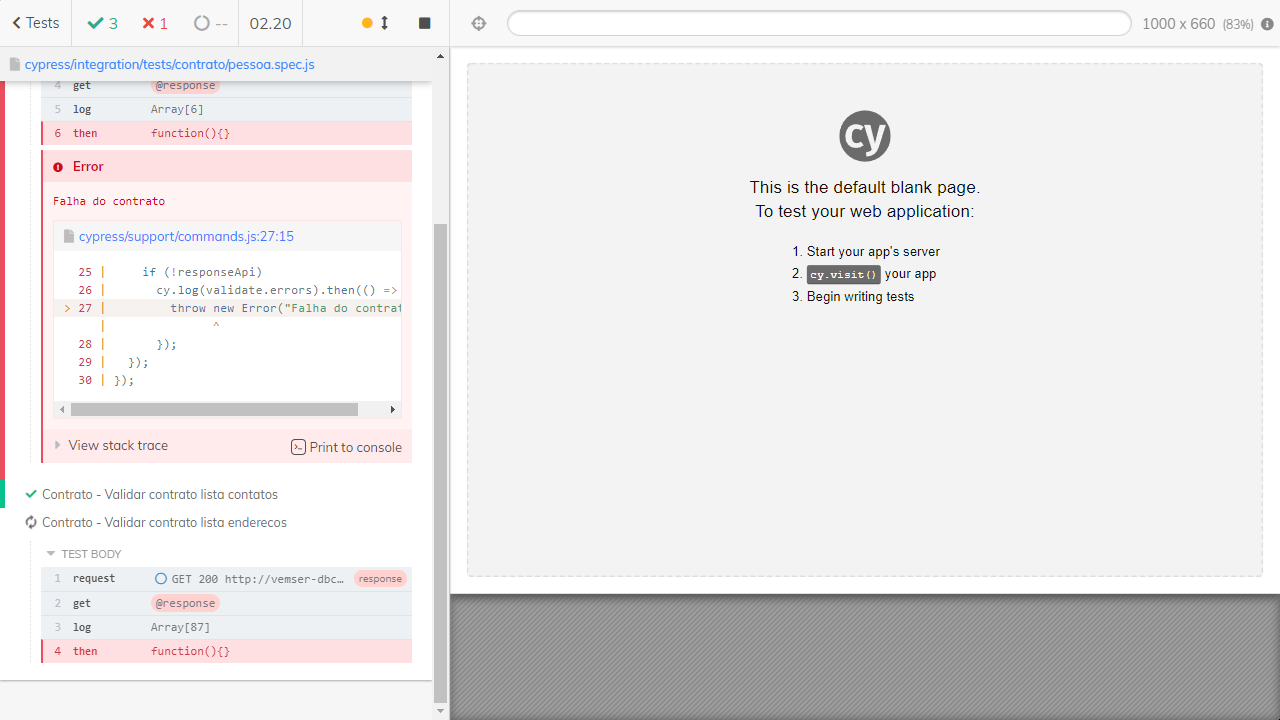 Tests 3 1 -- 02.20
1000 x 660 (83%)
cypress/integration/tests/contrato/pessoa.spec.js
4 get @response
5 log Array[6]
6 then function(){}
Error
Falha do contrato
cypress/support/commands.js:27:15
25 | if (!responseApi)
26 | cy.log(validate.errors).then(() =>
> 27 | throw new Error("Falha do contrat
| ^
28 | });
29 | });
30 | });
View stack trace Print to console
Contrato - Validar contrato lista contatos
Contrato - Validar contrato lista enderecos
TEST BODY
1 request GET 200 http://vemser-dbc… response
2 get @response
3 log Array[87]
4 then function(){}
cy
This is the default blank page.
To test your web application:
1. Start your app's server
2. cy.visit() your app
3. Begin writing tests